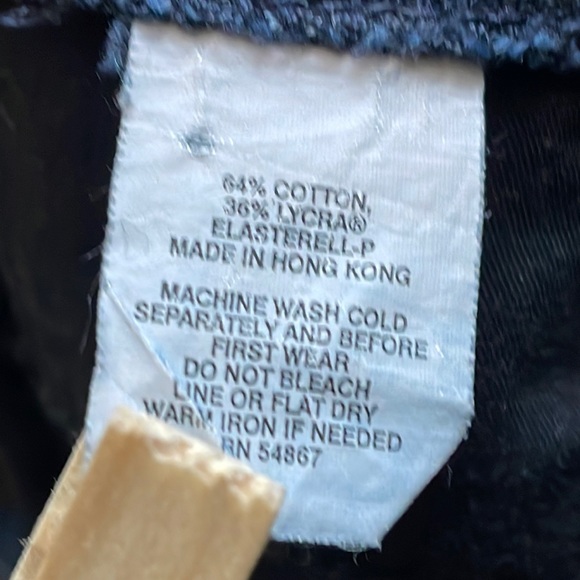 64% COTTON,
36% LYCRA®
ELASTERELL-P
MADE IN HONG KONG
MACHINE WASH COLD
SEPARATELY AND BEFORE
FIRST WEAR
DO NOT BLEACH
LINE OR FLAT DRY
WARM IRON IF NEEDED
RN 54867